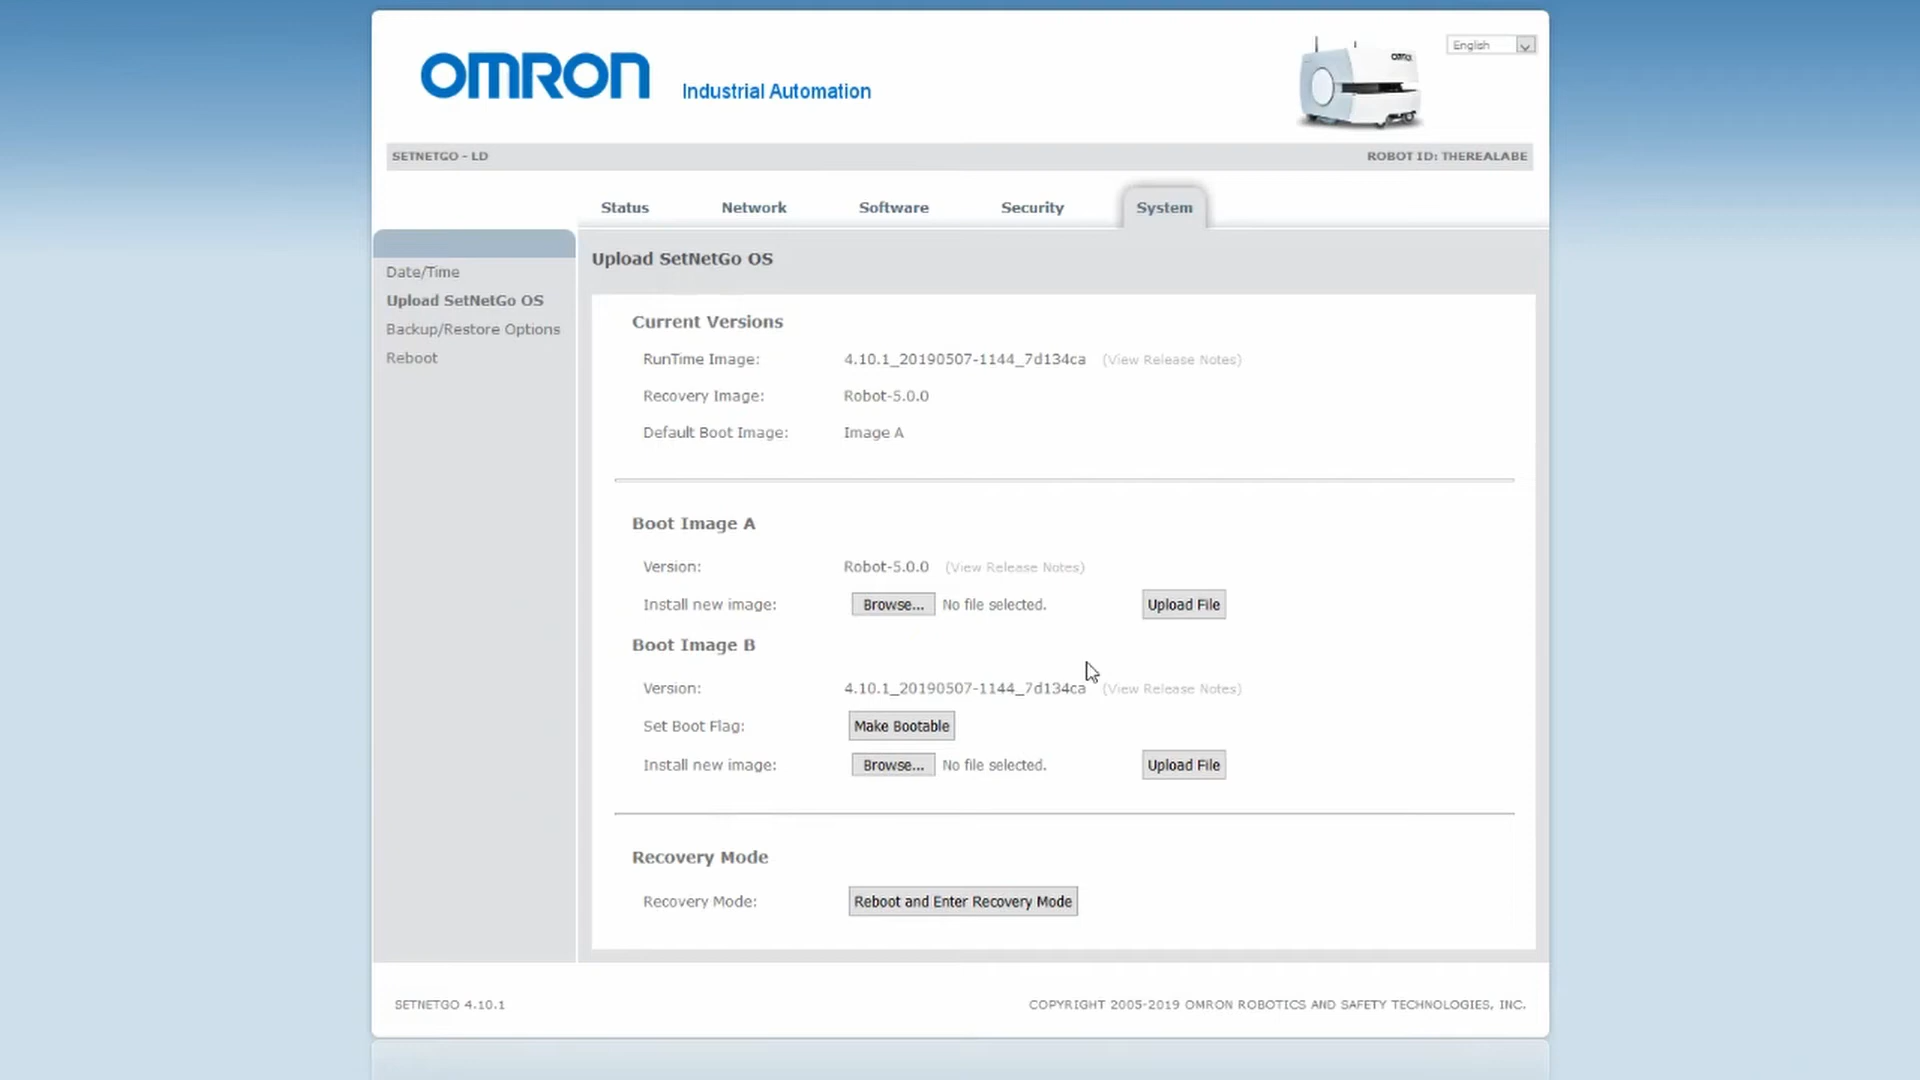 OMRON Industrial Automation
OMRON
English
SETNETGO - LD ROBOT ID: THEREALABE
Status Network Software Security System
Date/Time
Upload SetNetGo OS
Backup/Restore Options
Reboot
Upload SetNetGo OS
Current Versions
RunTime Image: 4.10.1_20190507-1144_7d134ca (View Release Notes)
Recovery Image: Robot-5.0.0
Default Boot Image: Image A
Boot Image A
Version: Robot-5.0.0 (View Release Notes)
Install new image: Browse... No file selected. Upload File
Boot Image B
Version: 4.10.1_20190507-1144_7d134ca (View Release Notes)
Set Boot Flag: Make Bootable
Install new image: Browse... No file selected. Upload File
Recovery Mode
Recovery Mode: Reboot and Enter Recovery Mode
SETNETGO 4.10.1 COPYRIGHT 2005-2019 OMRON ROBOTICS AND SAFETY TECHNOLOGIES, INC.